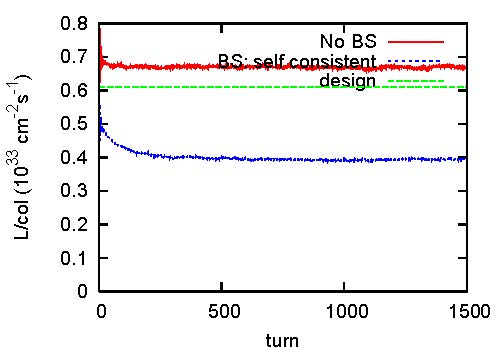 0.8
0.7
0.6
0.5
0.4
0.3
0.2
0.1
0
L/col (10^33 cm^-2 s^-1)
No BS
BS: self consistent
design
0 500 1000 1500
turn